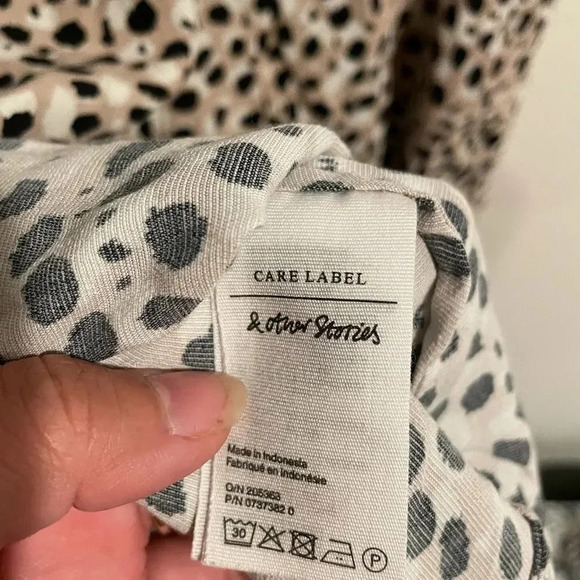 CARE LABEL
& other Stories
Made in Indonesia
Fabriqué en Indonésie
O/N 205363
P/N 0737382 0
30 P